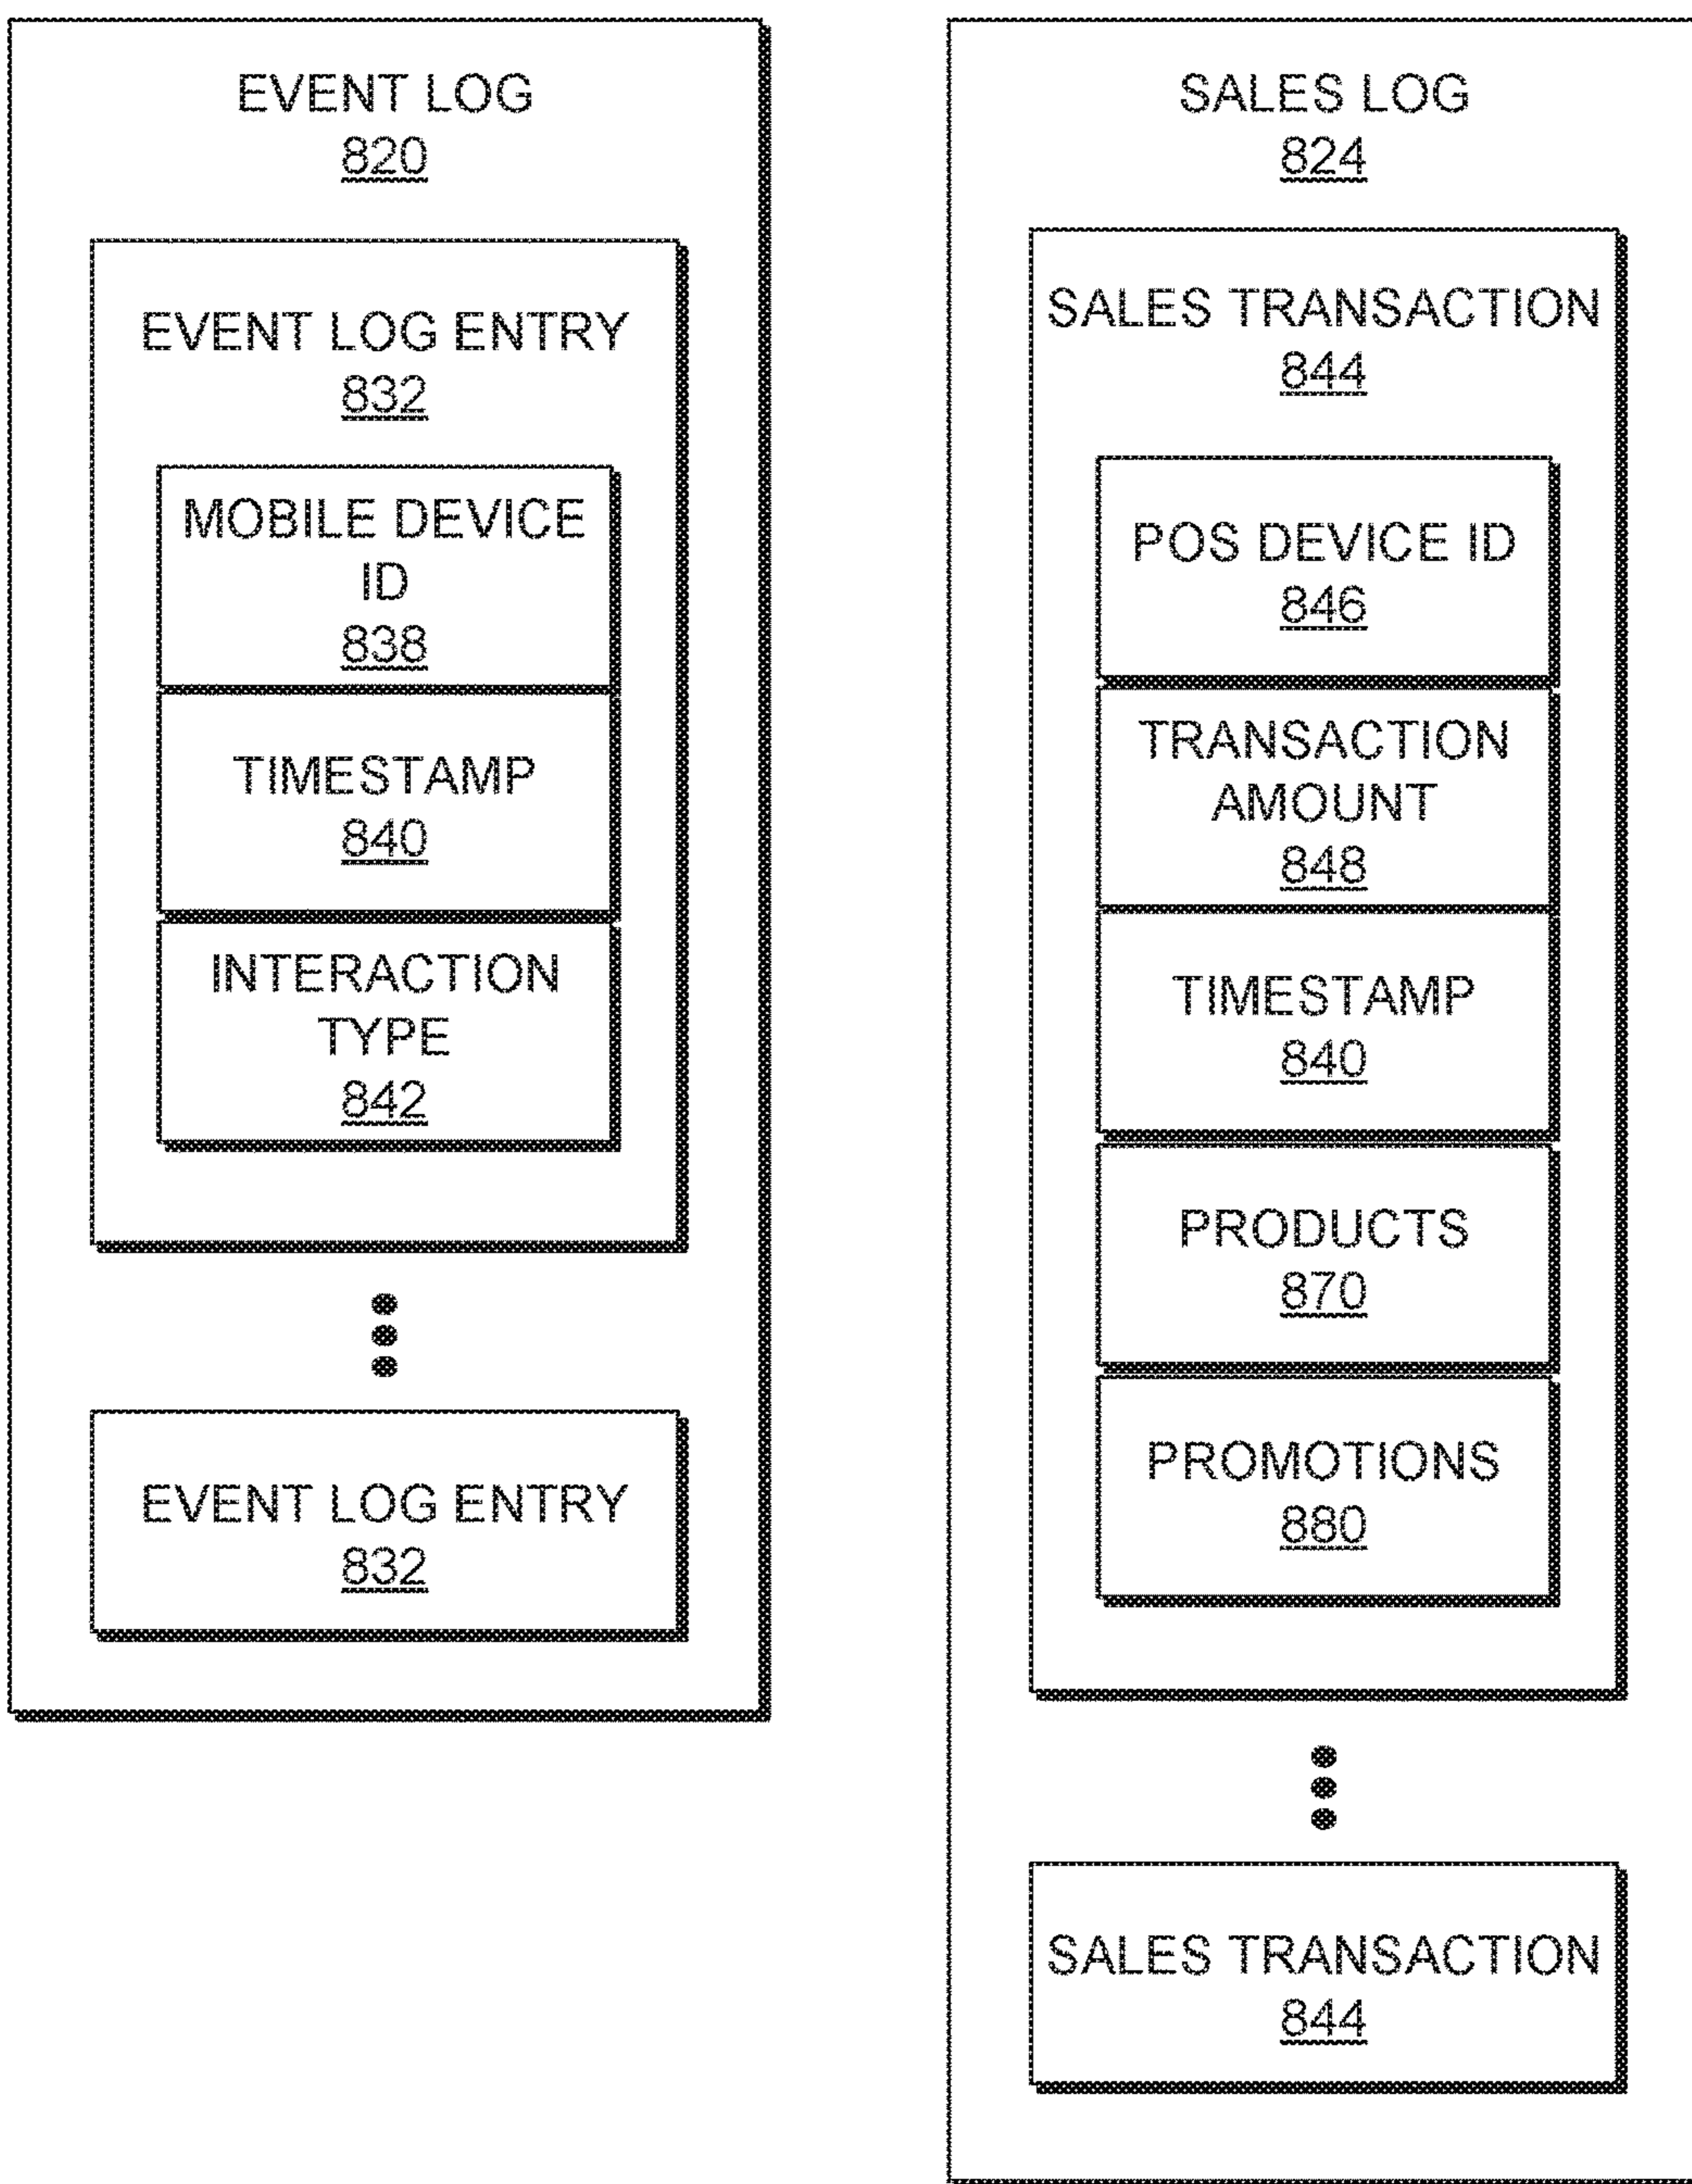 EVENT LOG
820
EVENT LOG ENTRY
832
MOBILE DEVICE
ID
838
TIMESTAMP
840
INTERACTION
TYPE
842
EVENT LOG ENTRY
832
SALES LOG
824
SALES TRANSACTION
844
POS DEVICE ID
846
TRANSACTION
AMOUNT
848
TIMESTAMP
840
PRODUCTS
870
PROMOTIONS
880
SALES TRANSACTION
844